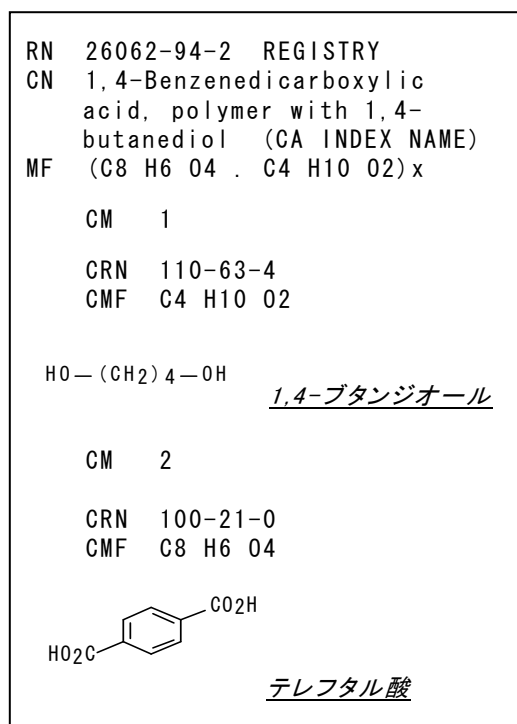 RN 26062-94-2 REGISTRY
CN 1,4-Benzenedicarboxylic
acid, polymer with 1,4-
butanediol (CA INDEX NAME)
MF (C8 H6 O4 . C4 H10 O2)x
CM 1
CRN 110-63-4
CMF C4 H10 O2
HO—(CH2)4—OH
1,4-ブタンジオール
CM 2
CRN 100-21-0
CMF C8 H6 O4
CO2H
HO2C
テレフタル酸